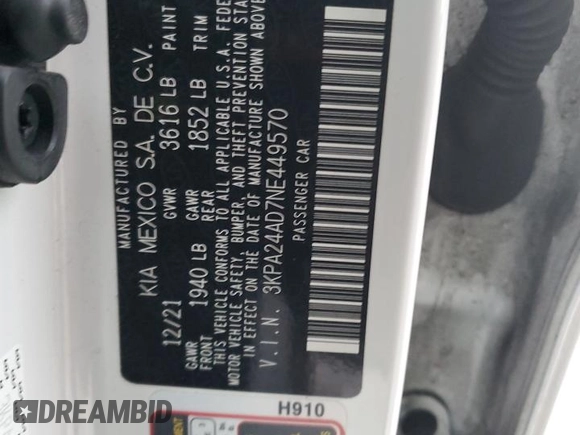 MANUFACTURED BY
KIA MEXICO S.A. DE C.V.
12/21 GVWR 3616 LB PAINT
GAWR FRONT 1940 LB GAWR REAR 1852 LB TRIM
THIS VEHICLE CONFORMS TO ALL APPLICABLE U.S.A. FEDE
MOTOR VEHICLE SAFETY, BUMPER, AND THEFT PREVENTION STA
IN EFFECT ON THE DATE OF MANUFACTURE SHOWN ABOVE
V.I.N. 3KPA24AD7NE449570
PASSENGER CAR
H910
DREAMBID